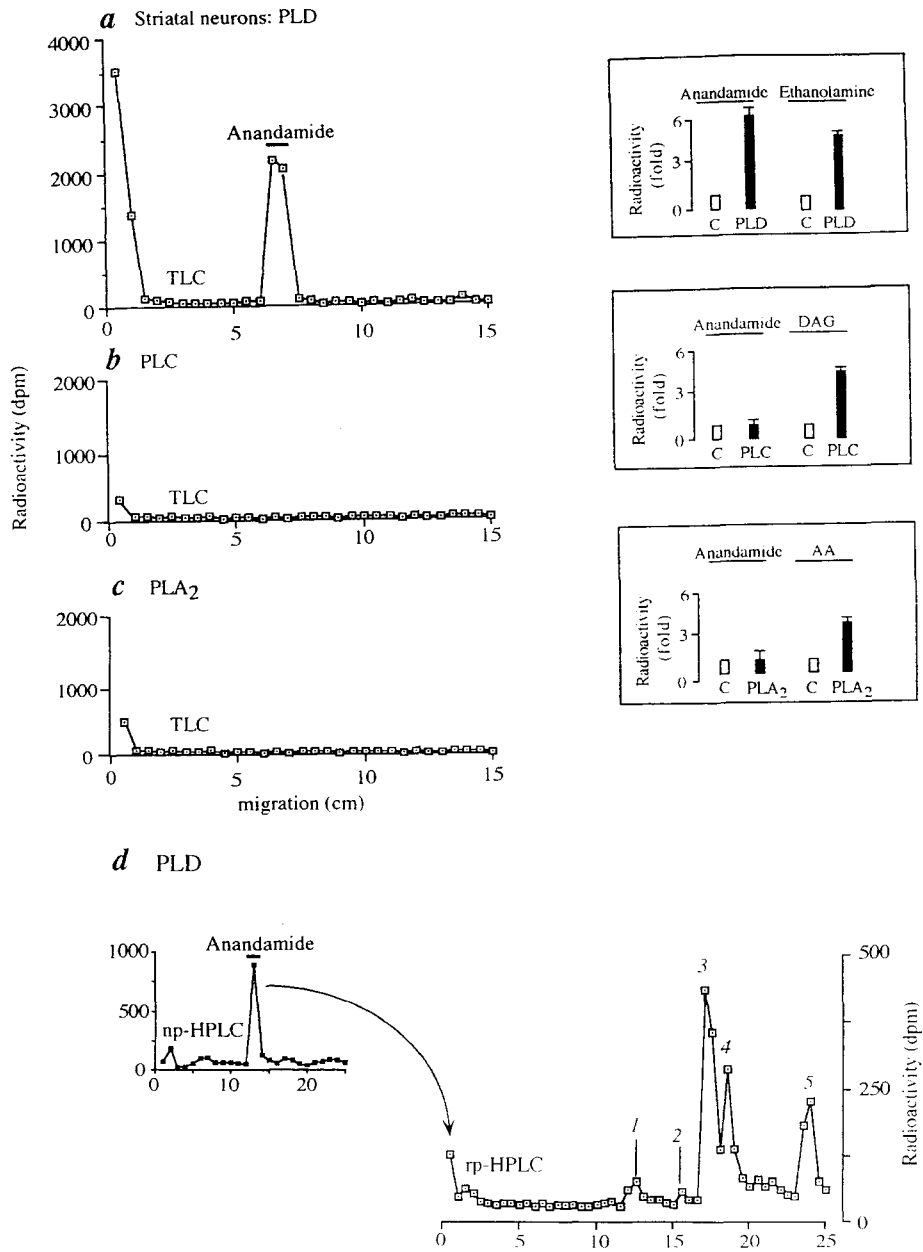 a Striatal neurons: PLD
4000
3000
2000
1000
0
Anandamide
TLC
0 5 10 15
b PLC
2000
1000
0
TLC
0 5 10 15
c PLA2
2000
1000
0
TLC
0 5 10 15
migration (cm)
Radioactivity (dpm)
Anandamide Ethanolamine
Radioactivity (fold)
6
3
0
C PLD C PLD
Anandamide DAG
Radioactivity (fold)
6
3
0
C PLC C PLC
Anandamide AA
Radioactivity (fold)
6
3
0
C PLA2 C PLA2
d PLD
Anandamide
1000
500
0
np-HPLC
0 10 20
rp-HPLC
1
2
3
4
5
500
250
0
Radioactivity (dpm)
0 5 10 15 20 25